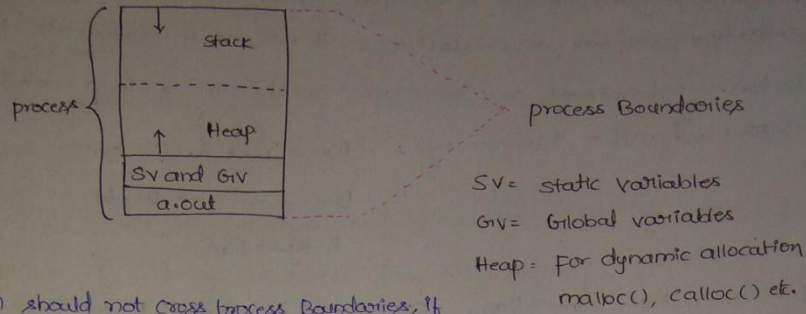 Stack
process
Heap
process Boundaries
SV and GV
a.out
SV = static variables
GV = Global variables
Heap = For dynamic allocation
malloc(), calloc() etc.
) should not cross process Boundaries, if